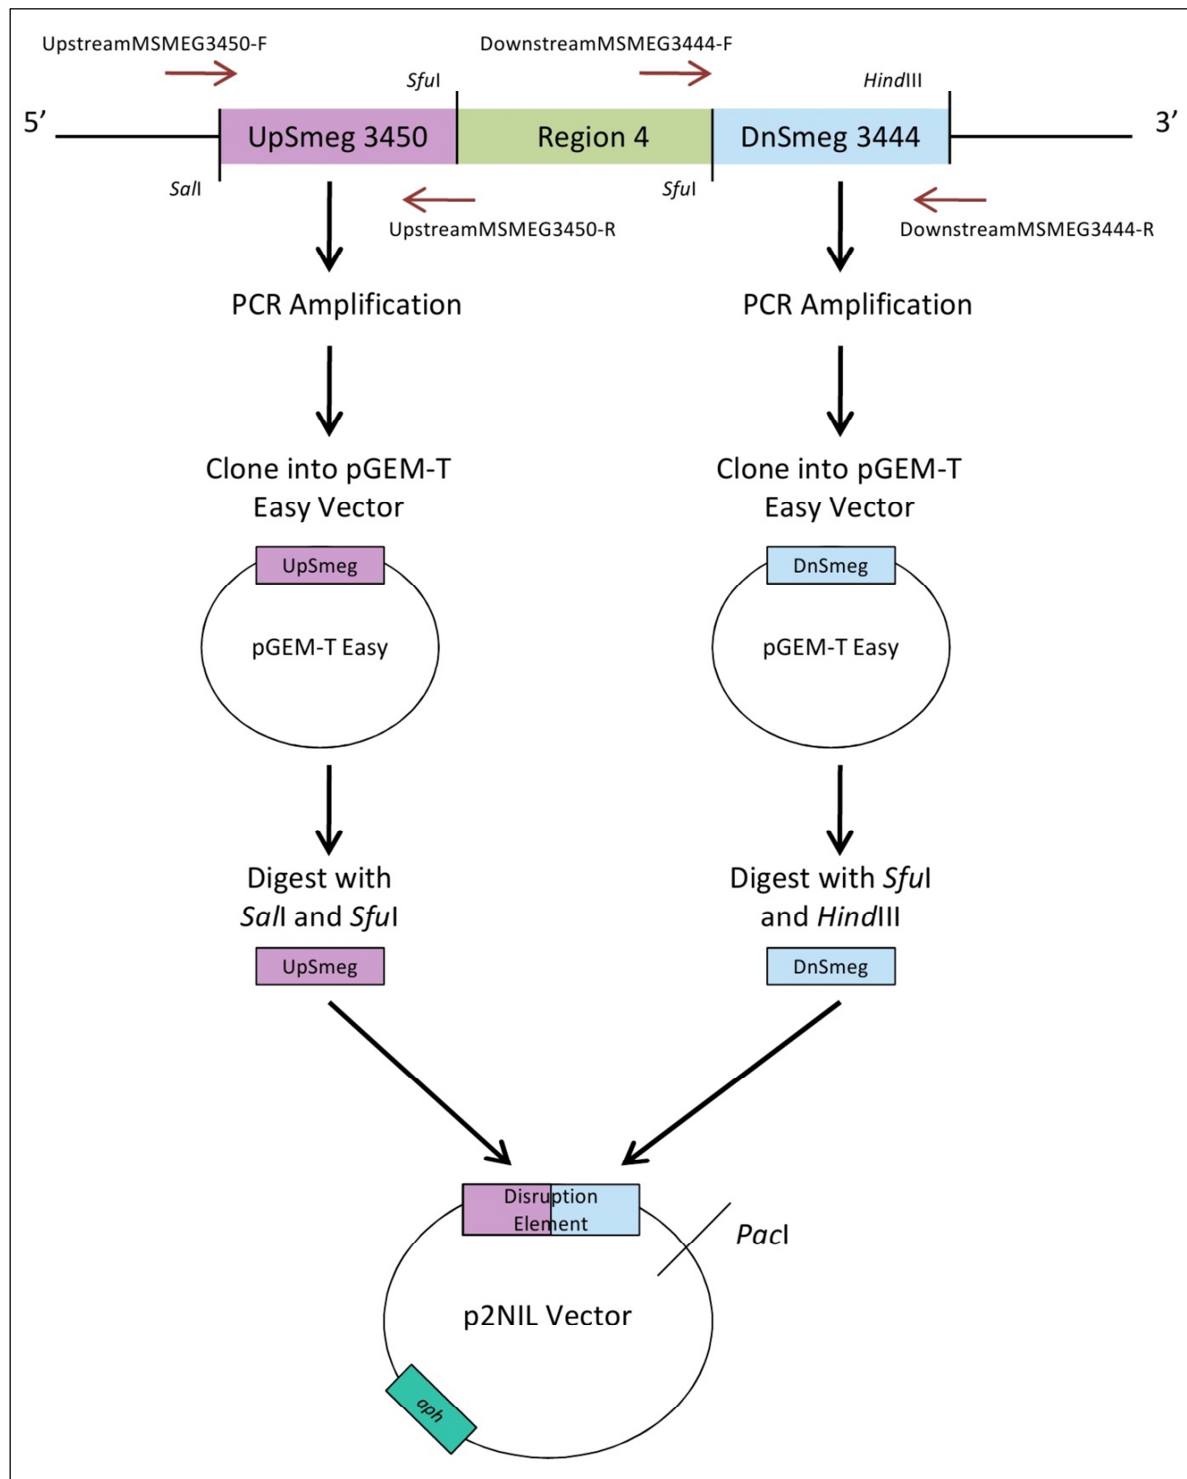 UpstreamMSMEG3450-F
DownstreamMSMEG3444-F
SfuI
HindIII
5’
UpSmeg 3450
Region 4
DnSmeg 3444
3’
SalI
SfuI
UpstreamMSMEG3450-R
DownstreamMSMEG3444-R
PCR Amplification
PCR Amplification
Clone into pGEM-T
Easy Vector
Clone into pGEM-T
Easy Vector
UpSmeg
DnSmeg
pGEM-T Easy
pGEM-T Easy
Digest with
SalI and SfuI
Digest with SfuI
and HindIII
UpSmeg
DnSmeg
Disruption
Element
PacI
p2NIL Vector
aph